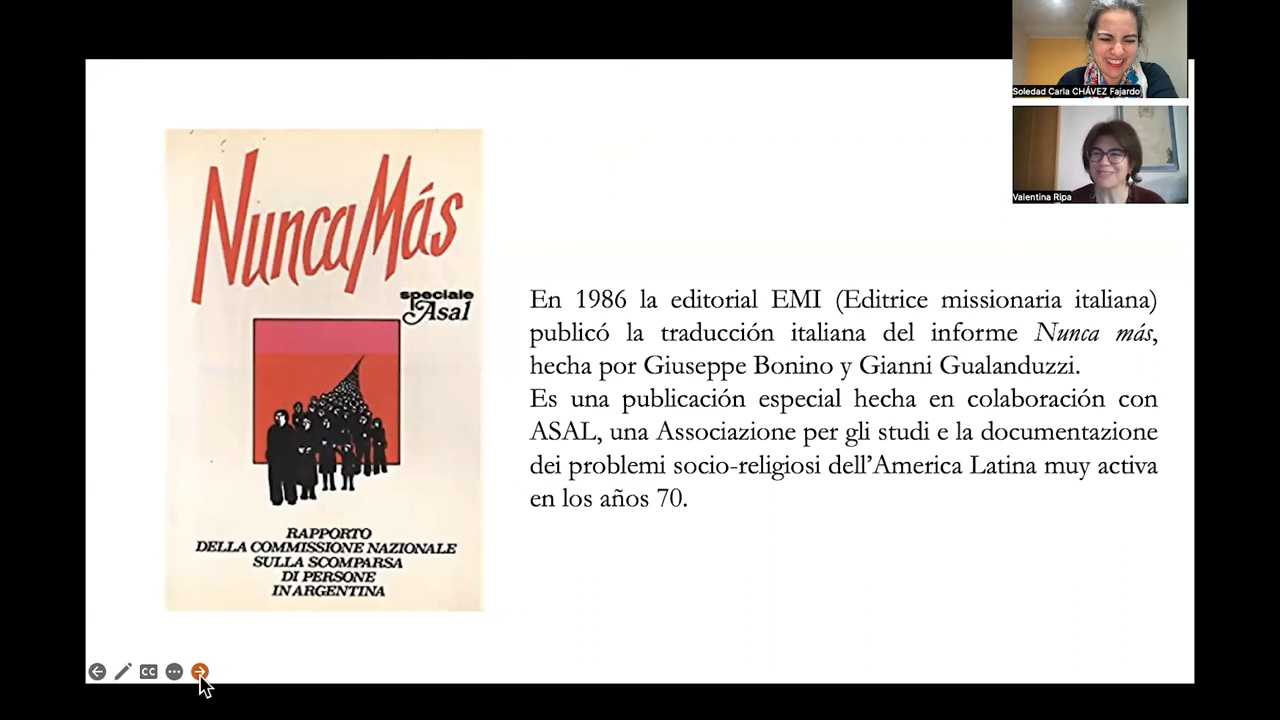 Soledad Carla CHÁVEZ Fajardo
Valentina Ripa
Nunca Más
speciale
Asal
RAPPORTO
DELLA COMMISSIONE NAZIONALE
SULLA SCOMPARSA
DI PERSONE
IN ARGENTINA
En 1986 la editorial EMI (Editrice missionaria italiana)
publicó la traducción italiana del informe Nunca más,
hecha por Giuseppe Bonino y Gianni Gualanduzzi.
Es una publicación especial hecha en colaboración con
ASAL, una Associazione per gli studi e la documentazione
dei problemi socio-religiosi dell’America Latina muy activa
en los años 70.
CC